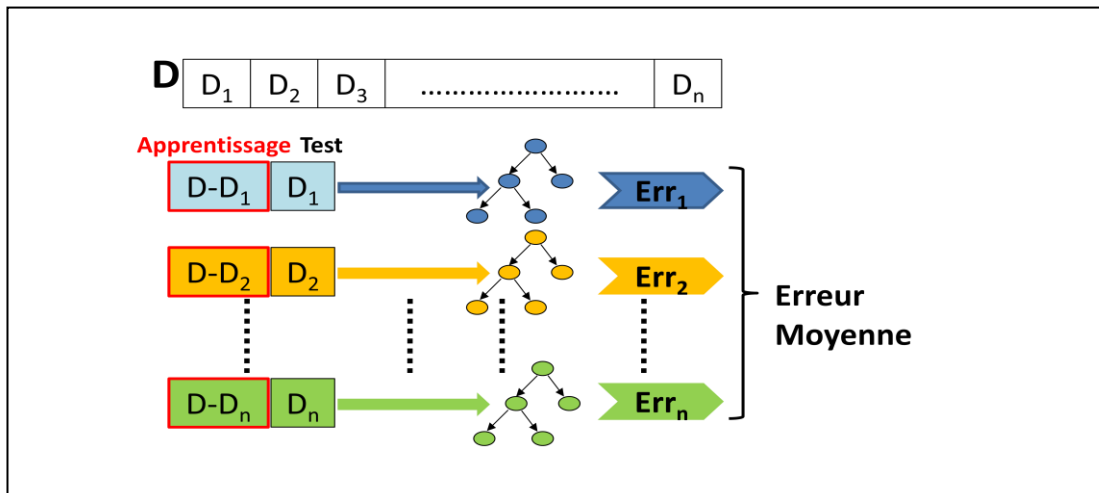 D D₁ D₂ D₃ ........................ Dₙ
Apprentissage Test
D-D₁ D₁ Err₁
D-D₂ D₂ Err₂
Erreur
Moyenne
D-Dₙ Dₙ Errₙ